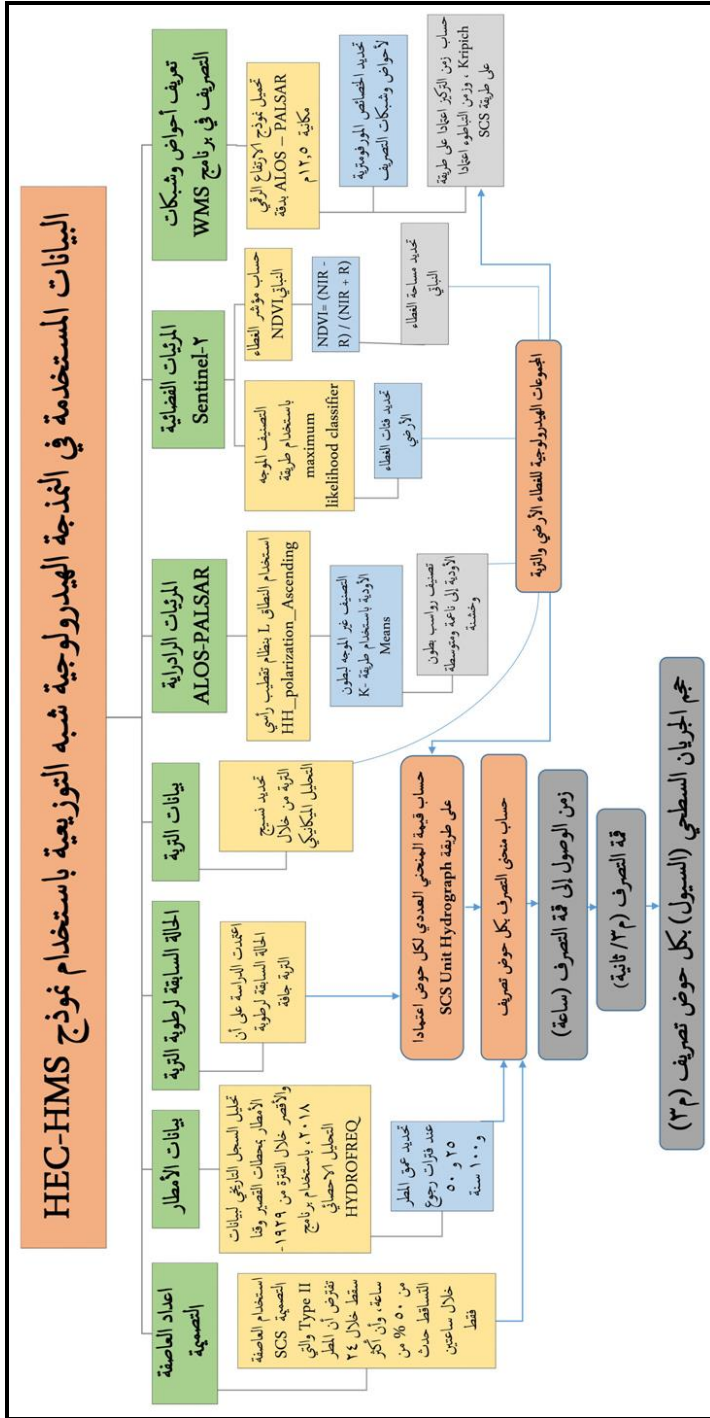 البيانات المستخدمة في النمذجة الهيدرولوجية شبه التوزيعية باستخدام نموذج HEC-HMS
تعريف أحواض وشبكات
التصريف في برنامج WMS
تحميل نموذج الارتفاع الرقمي
ALOS – PALSAR بدقة
مكانية ١٢,٥م
تحديد الخصائص المورفومترية
لأحواض وشبكات التصريف
حساب زمن التركيز اعتمادا على طريقة
Kripich ، وزمن التباطوء اعتمادا
على طريقة SCS
المرئيات الفضائية
Sentinel-٢
حساب مؤشر الغطاء
النباتي NDVI
NDVI= (NIR -
R) / (NIR + R)
تحديد مساحة الغطاء
النباتي
التصنيف الموجه
باستخدام طريقة
maximum
likelihood classifier
تحديد فئات الغطاء
الأرضي
المرئيات الرادراية
ALOS-PALSAR
استخدام النطاق L بنظام تقطيب راسي
HH_polarization_Ascending
التصنيف غير الموجه لبطون
الأودية باستخدام طريقة K-
Means
تصنيف رواسب بطون
الأودية إلى ناعمة ومتوسطة
وخشنة
المجموعات الهيدرولوجية للغطاء الأرضي والتربة
بيانات التربة
تحديد نسيج
التربة من خلال
التحليل الميكانيكي
الحالة السابقة لرطوبة التربة
اعتمدت الدراسة على أن
الحالة السابقة لرطوبة
التربة جافة
بيانات الأمطار
تحليل السجل التاريخي لبيانات
الأمطار بمحطات القصير وقنا
والأقصر خلال الفترة من ١٩٢٩-
٢٠١٨، باستخدام برنامج
التحليل الاحصائي
HYDROFREQ
تحديد عمق المطر
عند فترات رجوع
٢٥ و ٥٠
و١٠٠ سنة
اعداد العاصفة
التصميمة
استخدام العاصفة
التصميمة SCS
Type II والتي
تفترض أن المطر
سقط خلال ٢٤
ساعة، وأن أكثر
من ٥٠ % من
التساقط حدث
خلال ساعتين
فقط
حساب قيمة المنحني العددي لكل حوض اعتمادا
على طريقة SCS Unit Hydrograph
حساب منحنى التصرف بكل حوض تصريف
زمن الوصول إلى قمة التصرف (ساعة)
قمة التصرف (م٣/ ثانية)
حجم الجريان السطحي (السيول) بكل حوض تصريف (م٣)